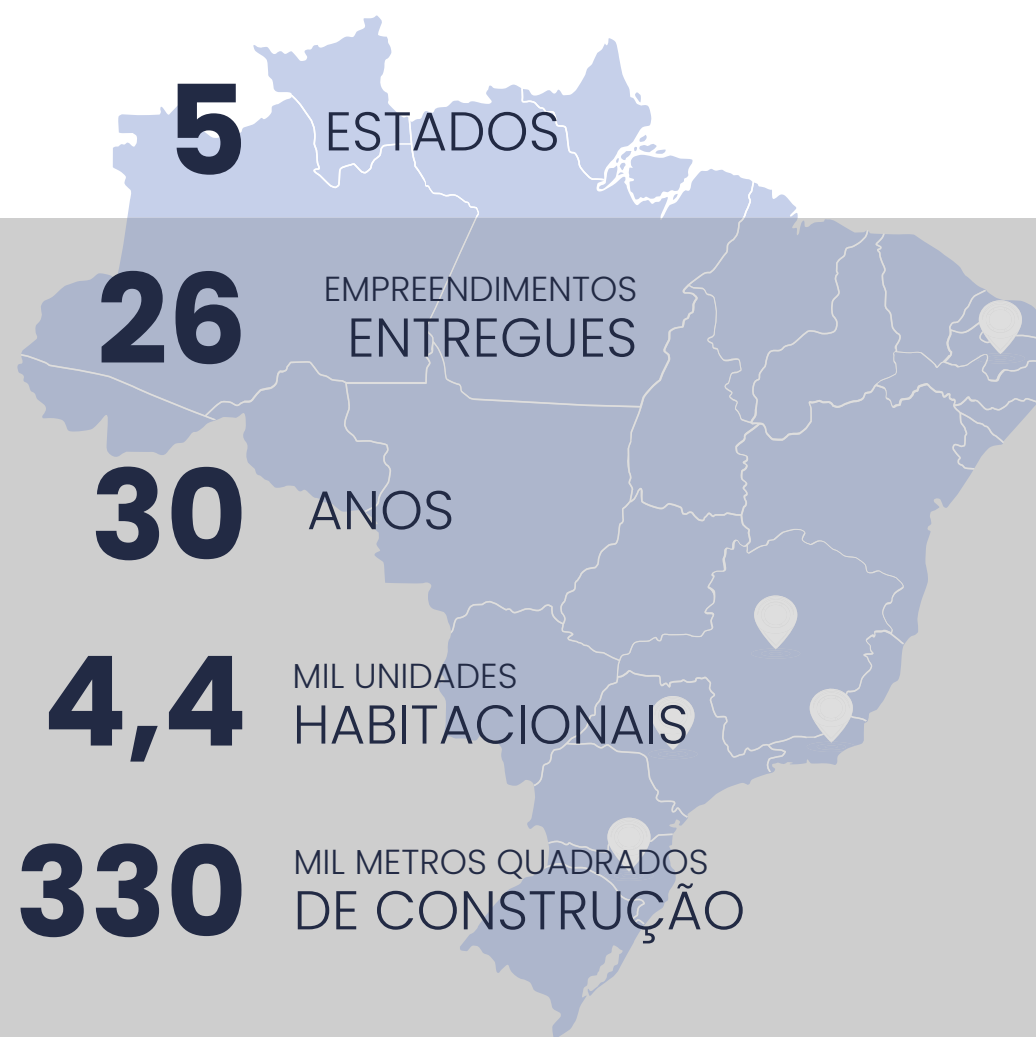 5 ESTADOS
26 EMPREENDIMENTOS
ENTREGUES
30 ANOS
4,4 MIL UNIDADES
HABITACIONAIS
330 MIL METROS QUADRADOS
DE CONSTRUÇÃO